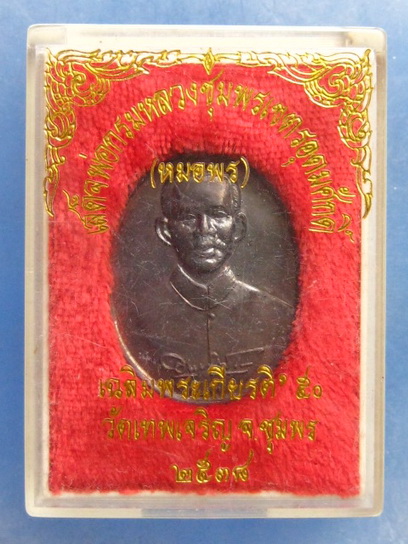 เสด็จพ่อกรมหลวงชุมพรเขตรอุดมศักดิ์
(หมอพร)
เฉลิมพระเกียรติ ๕๐
วัดเทพเจริญ จ.ชุมพร
๒๕๓๘